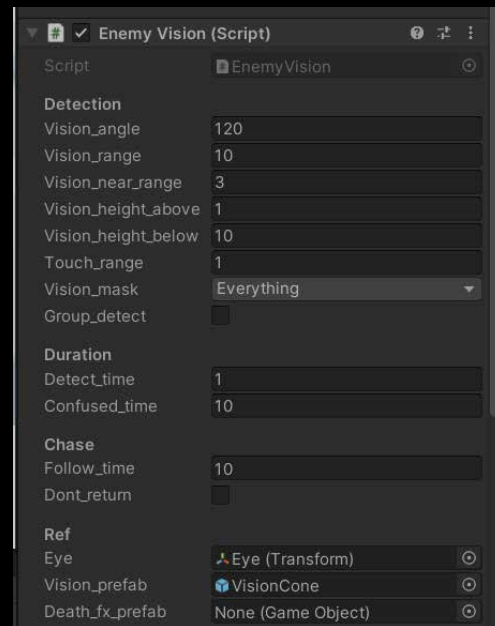 Enemy Vision (Script)
Script EnemyVision
Detection
Vision_angle 120
Vision_range 10
Vision_near_range 3
Vision_height_above 1
Vision_height_below 10
Touch_range 1
Vision_mask Everything
Group_detect
Duration
Detect_time 1
Confused_time 10
Chase
Follow_time 10
Dont_return
Ref
Eye Eye (Transform)
Vision_prefab VisionCone
Death_fx_prefab None (Game Object)